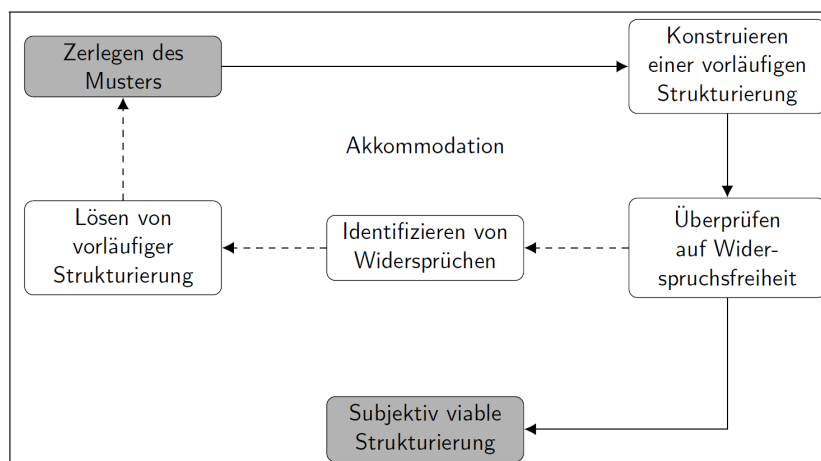 Zerlegen des
Musters
Konstruieren
einer vorläufigen
Strukturierung
Akkommodation
Lösen von
vorläufiger
Strukturierung
Identifizieren von
Widersprüchen
Überprüfen
auf Wider-
spruchsfreiheit
Subjektiv viable
Strukturierung